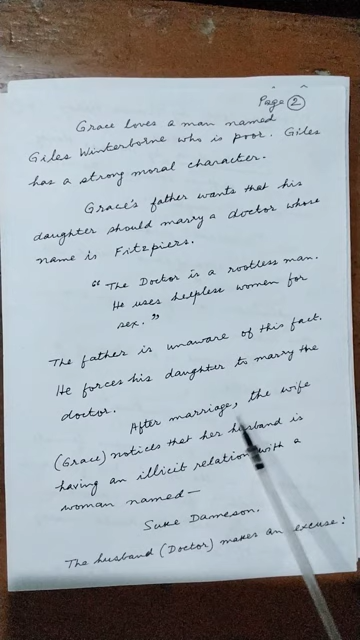 Page 2
Grace loves a man named
Giles Winterborne who is poor. Giles
has a strong moral character.
Grace's father wants that his
daughter should marry a doctor whose
name is Fitzpiers.
" The Doctor is a rootless man.
He uses helpless women for
sex. "
The father is unaware of this fact.
He forces his daughter to marry the
doctor.
After marriage, the wife
(Grace) notices that her husband is
having an illicit relation with a
woman named —
Suke Dameson.
The husband (Doctor) makes an excuse: